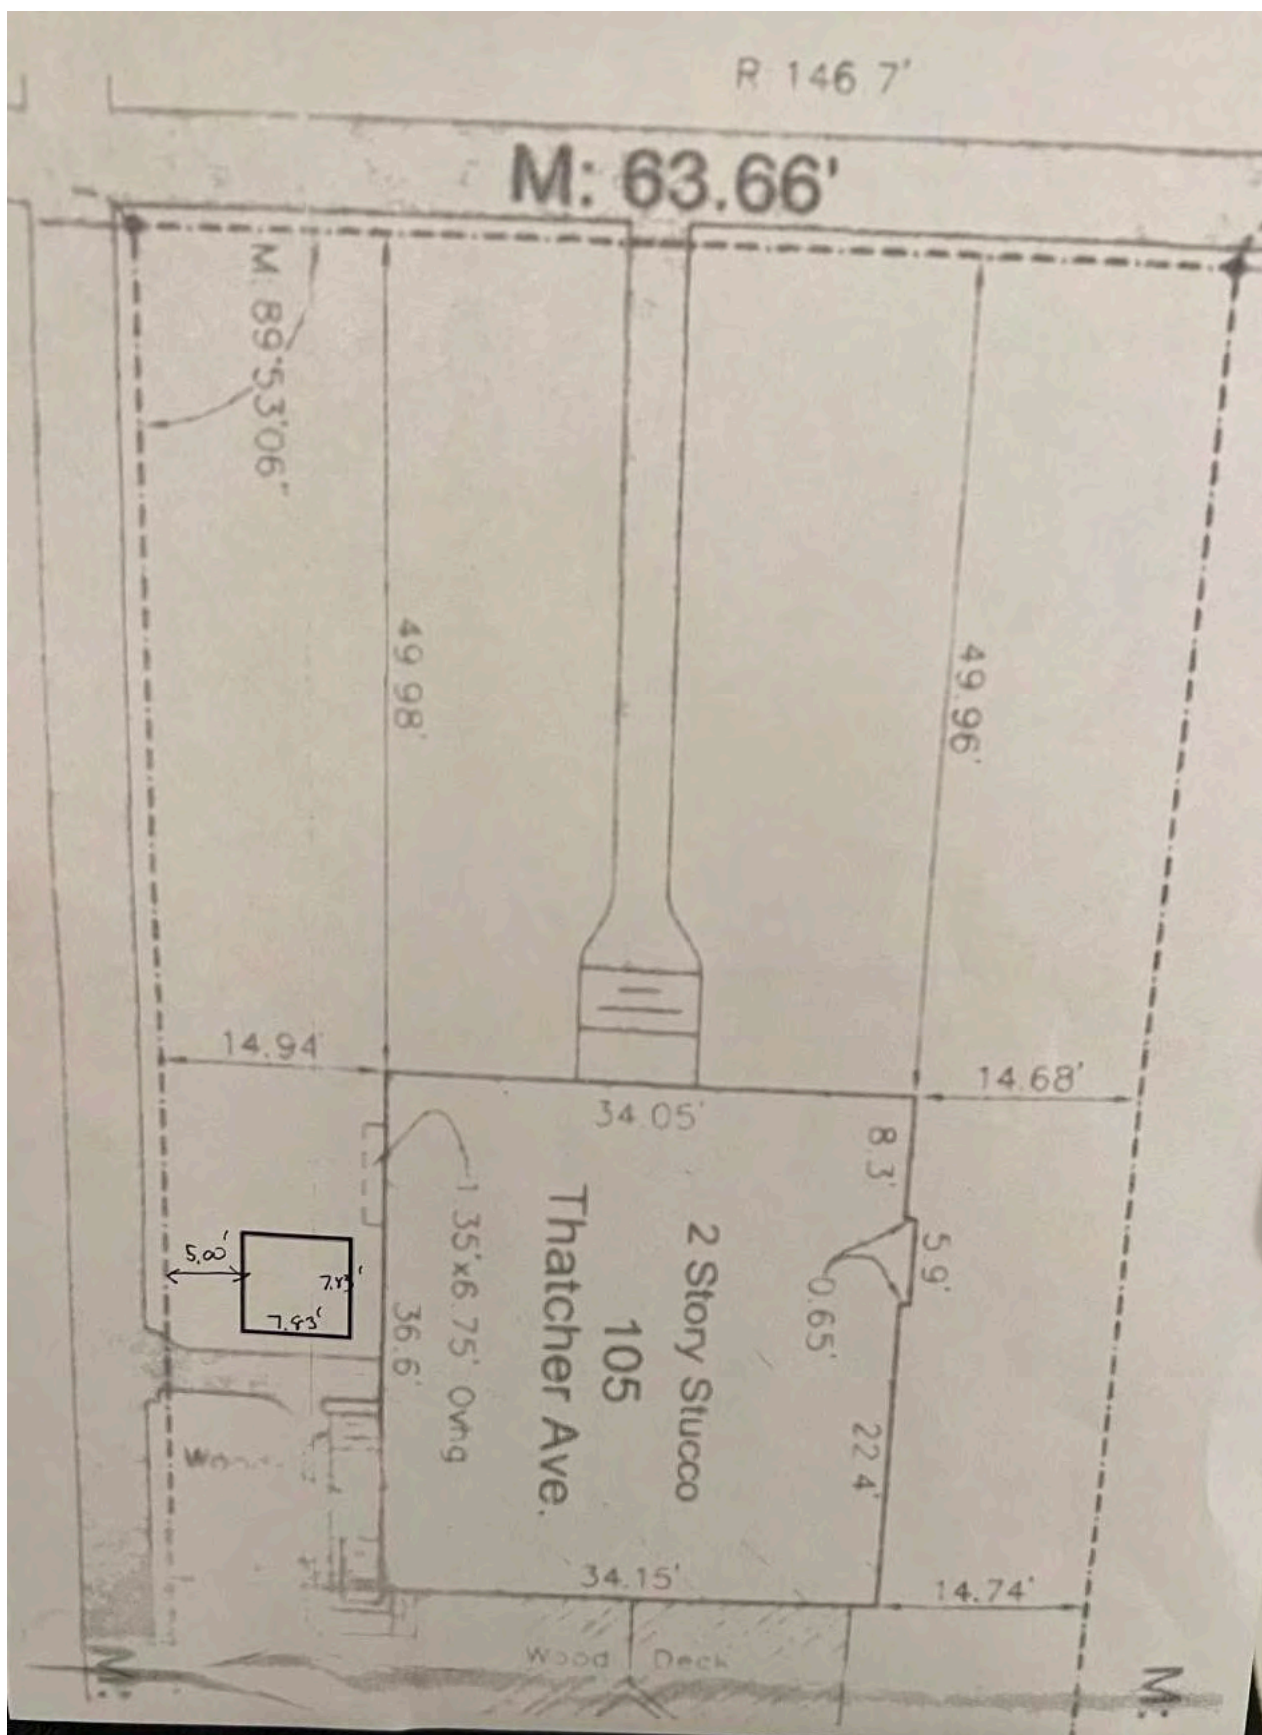 R 146.7'
M: 63.66'
M: 89°53'06"
49.98'
49.96'
14.94
14.68'
34.05'
8.3'
5.9'
0.65'
22.4'
2 Story Stucco
105
Thatcher Ave.
1.35'x6.75' Ovhg
36.6'
5.00'
7.83'
7.83'
34.15'
14.74'
Wood Deck
M:
M: